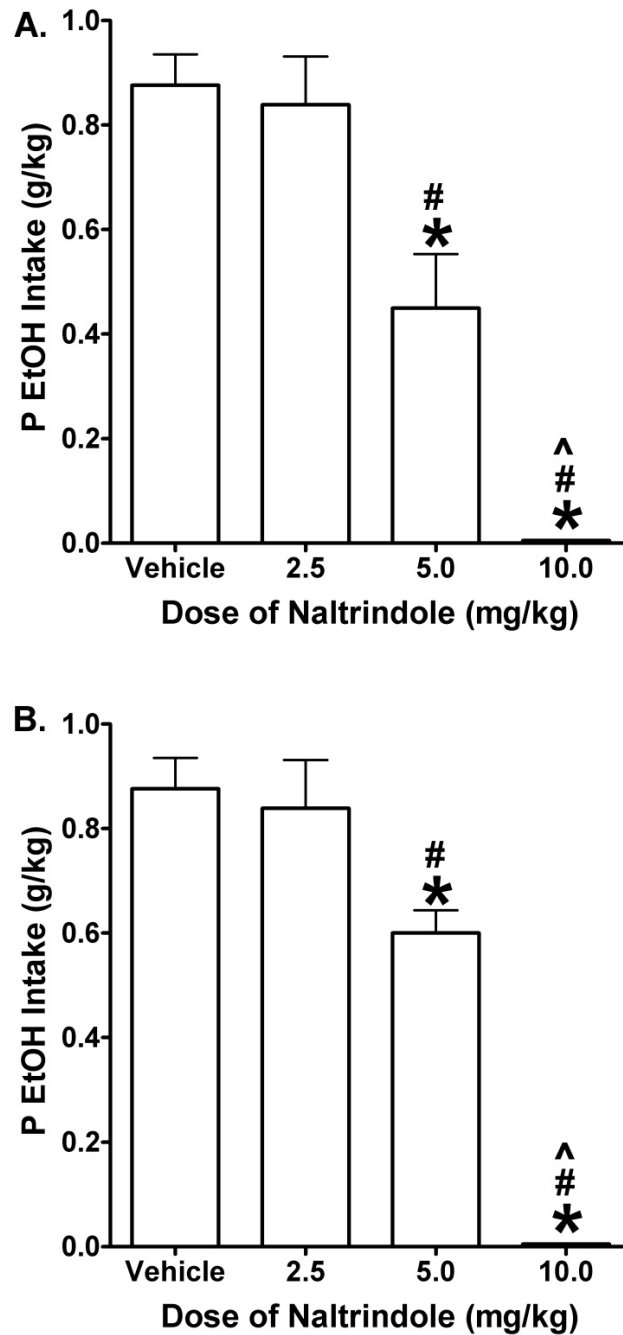 A.
P EtOH Intake (g/kg)
1.0
0.8
0.6
0.4
0.2
0.0
#
*
^
#
*
Vehicle 2.5 5.0 10.0
Dose of Naltrindole (mg/kg)
B.
P EtOH Intake (g/kg)
1.0
0.8
0.6
0.4
0.2
0.0
#
*
^
#
*
Vehicle 2.5 5.0 10.0
Dose of Naltrindole (mg/kg)